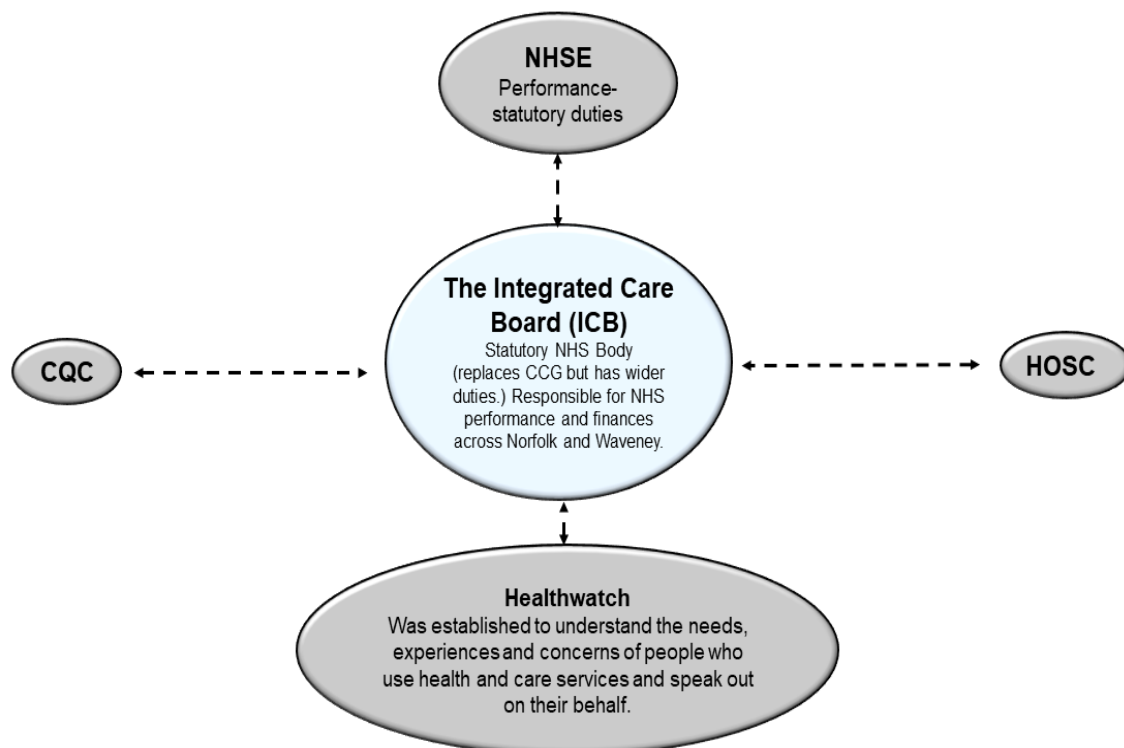 NHSE
Performance-
statutory duties
The Integrated Care
Board (ICB)
Statutory NHS Body
(replaces CCG but has wider
duties.) Responsible for NHS
performance and finances
across Norfolk and Waveney.
CQC
HOSC
Healthwatch
Was established to understand the needs,
experiences and concerns of people who
use health and care services and speak out
on their behalf.